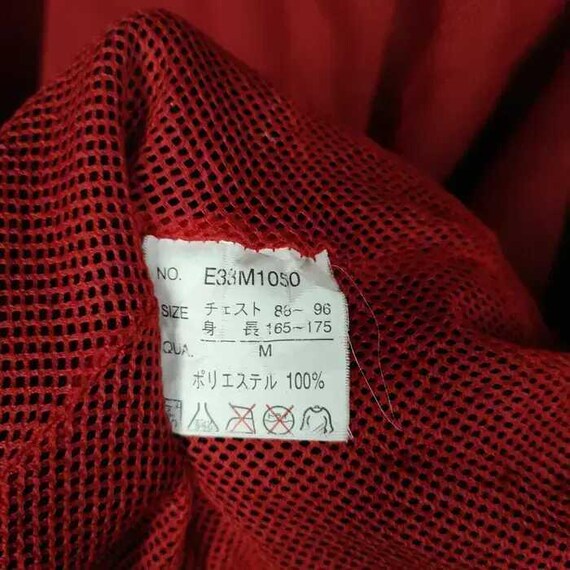 NO. E33M1050
SIZE チェスト 88~ 96
身 長 165~175
QUA. M
ポリエステル 100%